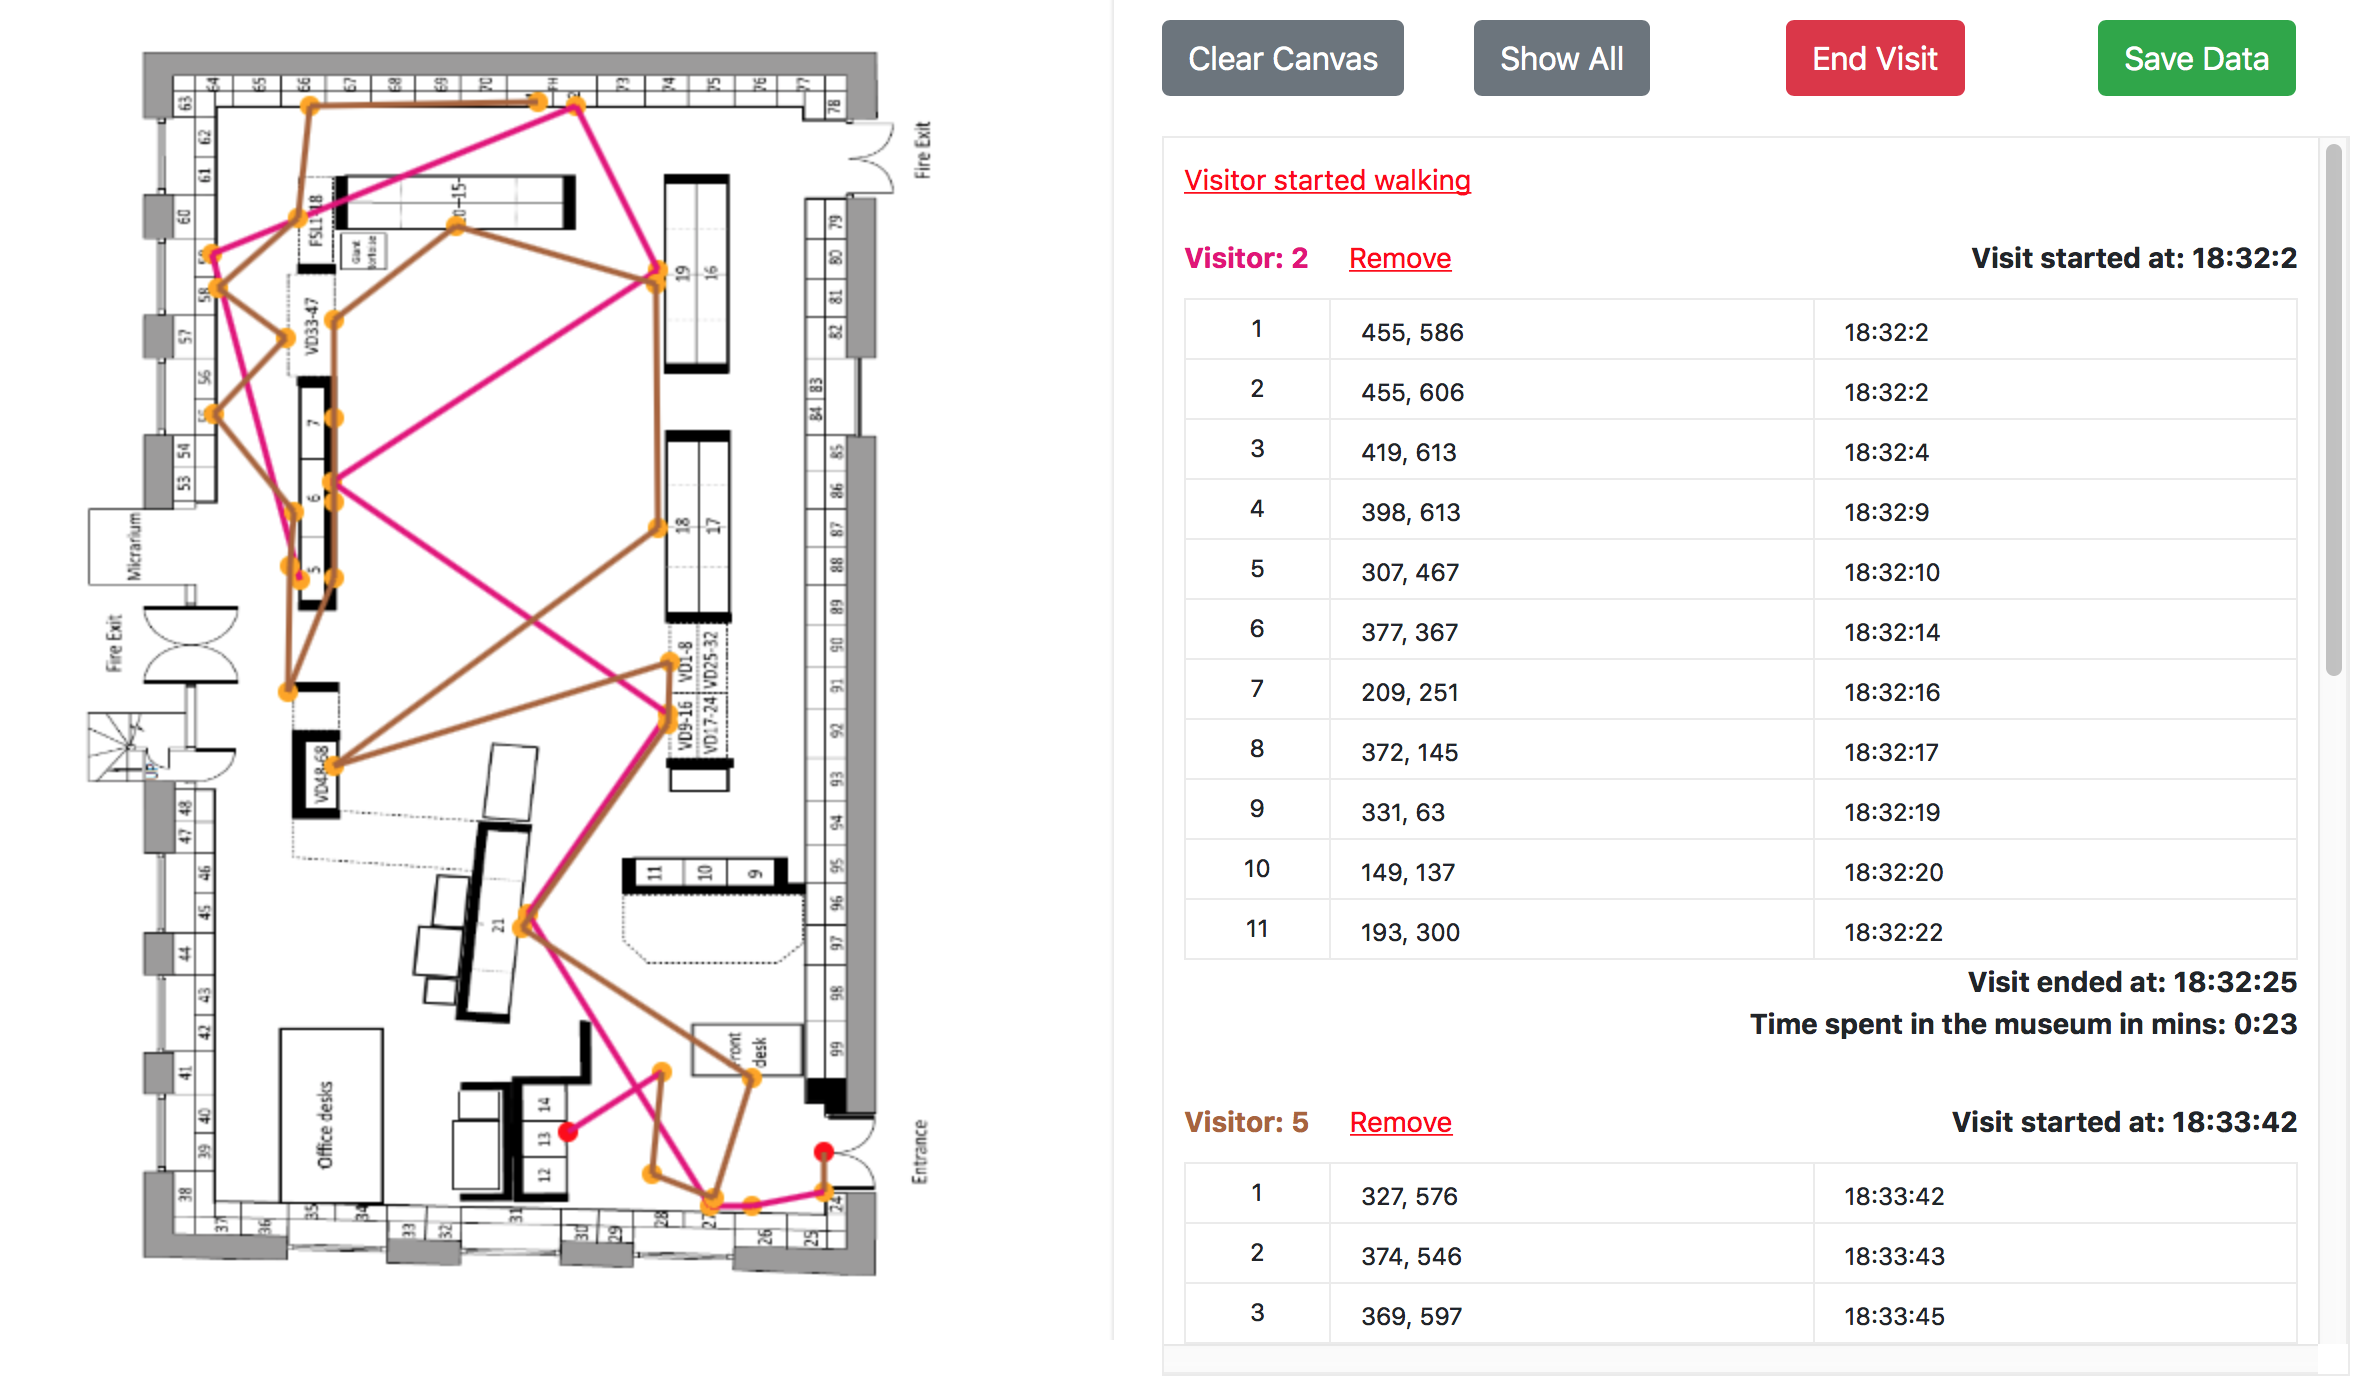 Clear Canvas
Show All
End Visit
Save Data
Visitor started walking
Visitor: 2 Remove Visit started at: 18:32:2
1 455, 586 18:32:2
2 455, 606 18:32:2
3 419, 613 18:32:4
4 398, 613 18:32:9
5 307, 467 18:32:10
6 377, 367 18:32:14
7 209, 251 18:32:16
8 372, 145 18:32:17
9 331, 63 18:32:19
10 149, 137 18:32:20
11 193, 300 18:32:22
Visit ended at: 18:32:25
Time spent in the museum in mins: 0:23
Visitor: 5 Remove Visit started at: 18:33:42
1 327, 576 18:33:42
2 374, 546 18:33:43
3 369, 597 18:33:45
64 65 66 67 68 69 70 73 74 75 76 77
63
62
61
60
58
57
56
54
53
78
79
80
81
82
83
84
85
86
87
88
89
90
91
92
93
94
95
96
97
98
99
Fire Exit
FSL1-18
Giant
tortoise
VD33-47
7
6
5
19 16
18 17
VD1-8 VD25-32
VD9-16 VD17-24
Micrarium
Fire Exit
UP
VD48-68
48
47
46
45
44
43
42
41
40
39
38
21
11 10 9
desk
14
13
12
Office desks
Entrance
37 36 35 34 33 32 31 30 29 28 27 26 25 24